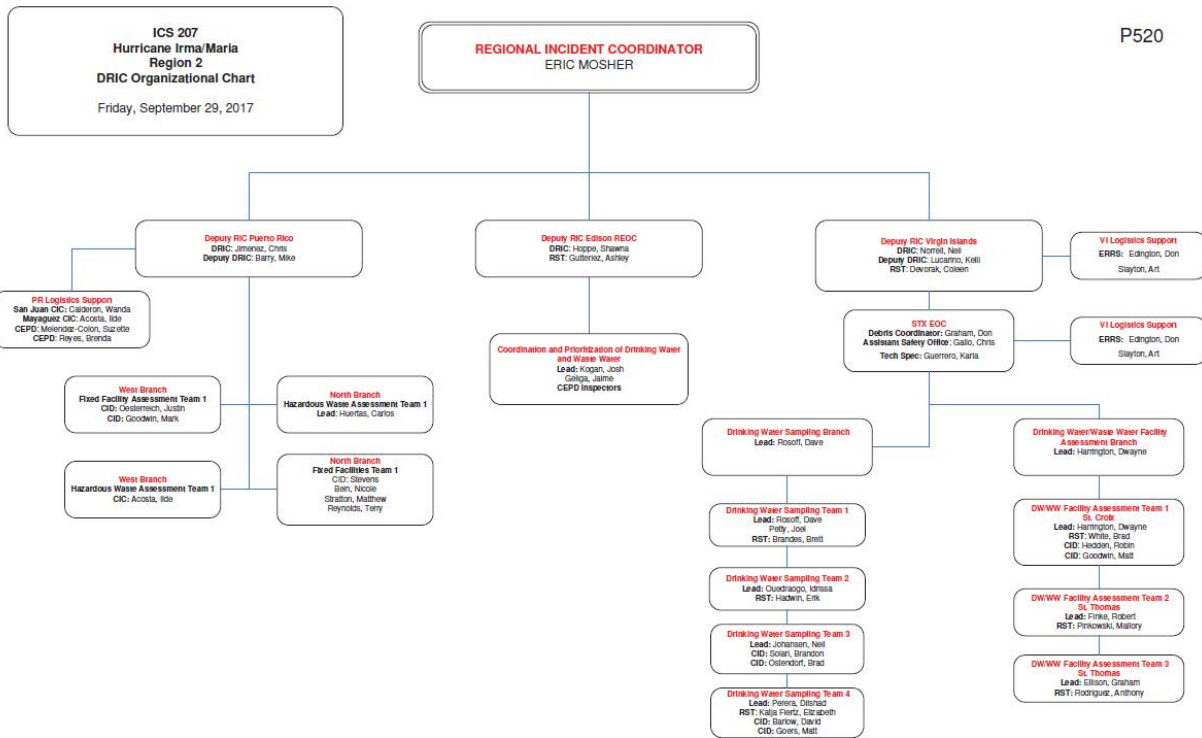 ICS 207
Hurricane Irma/Maria
Region 2
DRIC Organizational Chart
Friday, September 29, 2017
REGIONAL INCIDENT COORDINATOR
ERIC MOSHER
P520
Deputy RIC Puerto Rico
DRIC: Jimenez, Chris
Deputy DRIC: Barry, Mike
Deputy RIC Edison REOC
DRIC: Hoppe, Shawna
RST: Gutteriez, Ashley
Deputy RIC Virgin Islands
DRIC: Norrell, Neil
Deputy DRIC: Lucarino, Kelli
RST: Devorak, Coleen
VI Logistics Support
ERRS: Edington, Don
Slayton, Art
PR Logistics Support
San Juan CIC: Calderon, Wanda
Mayaguez CIC: Acosta, Ilde
CEPD: Melendez-Colon, Suzette
CEPD: Reyes, Brenda
STX EOC
Debris Coordinator: Graham, Don
Assistant Safety Office: Gallo, Chris
Tech Spec: Guerrero, Karla
VI Logistics Support
ERRS: Edington, Don
Slayton, Art
Coordination and Prioritization of Drinking Water
and Waste Water
Lead: Kogan, Josh
Geliga, Jaime
CEPD Inspectors
West Branch
Fixed Facility Assessment Team 1
CID: Oesterreich, Justin
CID: Goodwin, Mark
North Branch
Hazardous Waste Assessment Team 1
Lead: Huertas, Carlos
West Branch
Hazardous Waste Assessment Team 1
CIC: Acosta, Ilde
North Branch
Fixed Facilities Team 1
CID: Stevens
Bein, Nicole
Stratton, Matthew
Reynolds, Terry
Drinking Water Sampling Branch
Lead: Rosoff, Dave
Drinking Water/Waste Water Facility
Assessment Branch
Lead: Harrington, Dwayne
Drinking Water Sampling Team 1
Lead: Rosoff, Dave
Petty, Joel
RST: Brandes, Brett
Drinking Water Sampling Team 2
Lead: Ouedraogo, Idrissa
RST: Hadwin, Erik
Drinking Water Sampling Team 3
Lead: Johansen, Neil
CID: Solari, Brandon
CID: Ostendorf, Brad
Drinking Water Sampling Team 4
Lead: Perera, Dilshad
RST: Katja Fiertz, Elizabeth
CID: Barlow, David
CID: Goers, Matt
DW/WW Facility Assessment Team 1
St. Croix
Lead: Harrington, Dwayne
RST: White, Brad
CID: Hedden, Robin
CID: Goodwin, Matt
DW/WW Facility Assessment Team 2
St. Thomas
Lead: Finke, Robert
RST: Pinkowski, Mallory
DW/WW Facility Assessment Team 3
St. Thomas
Lead: Ellison, Graham
RST: Rodriguez, Anthony